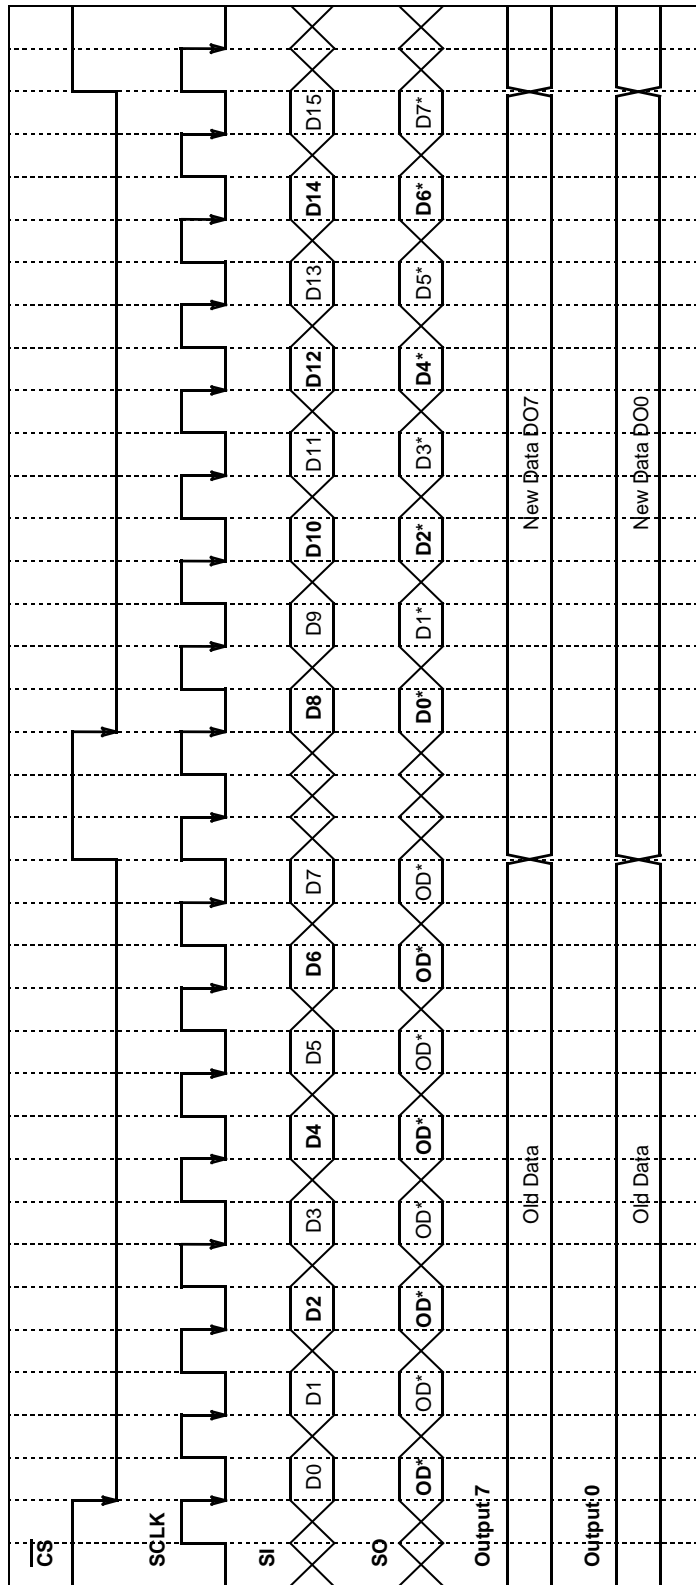 CS
SCLK
SI
D0 D1 D2 D3 D4 D5 D6 D7 D8 D9 D10 D11 D12 D13 D14 D15
SO
OD* OD* OD* OD* OD* OD* OD* OD* D0* D1* D2* D3* D4* D5* D6* D7*
Output 7
Old Data New Data DO7
Output 0
Old Data New Data DO0